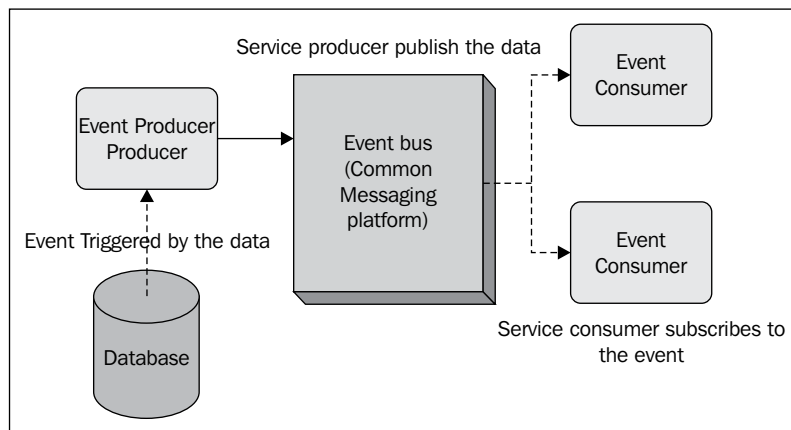 Service producer publish the data
Event
Consumer
Event Producer
Producer
Event bus
(Common
Messaging
platform)
Event Triggered by the data
Event
Consumer
Database
Service consumer subscribes to
the event